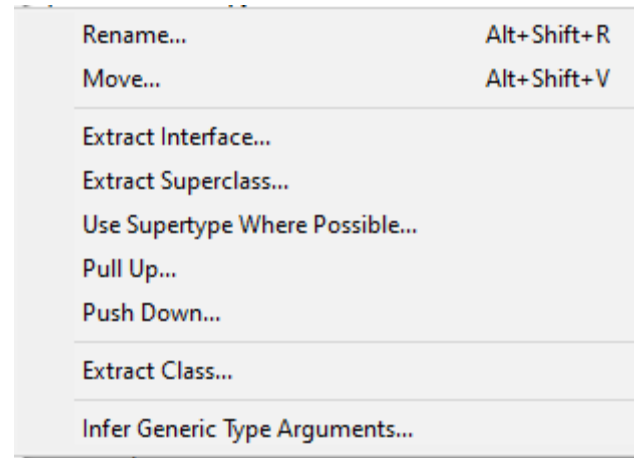 Rename... Alt+Shift+R
Move... Alt+Shift+V
Extract Interface...
Extract Superclass...
Use Supertype Where Possible...
Pull Up...
Push Down...
Extract Class...
Infer Generic Type Arguments...